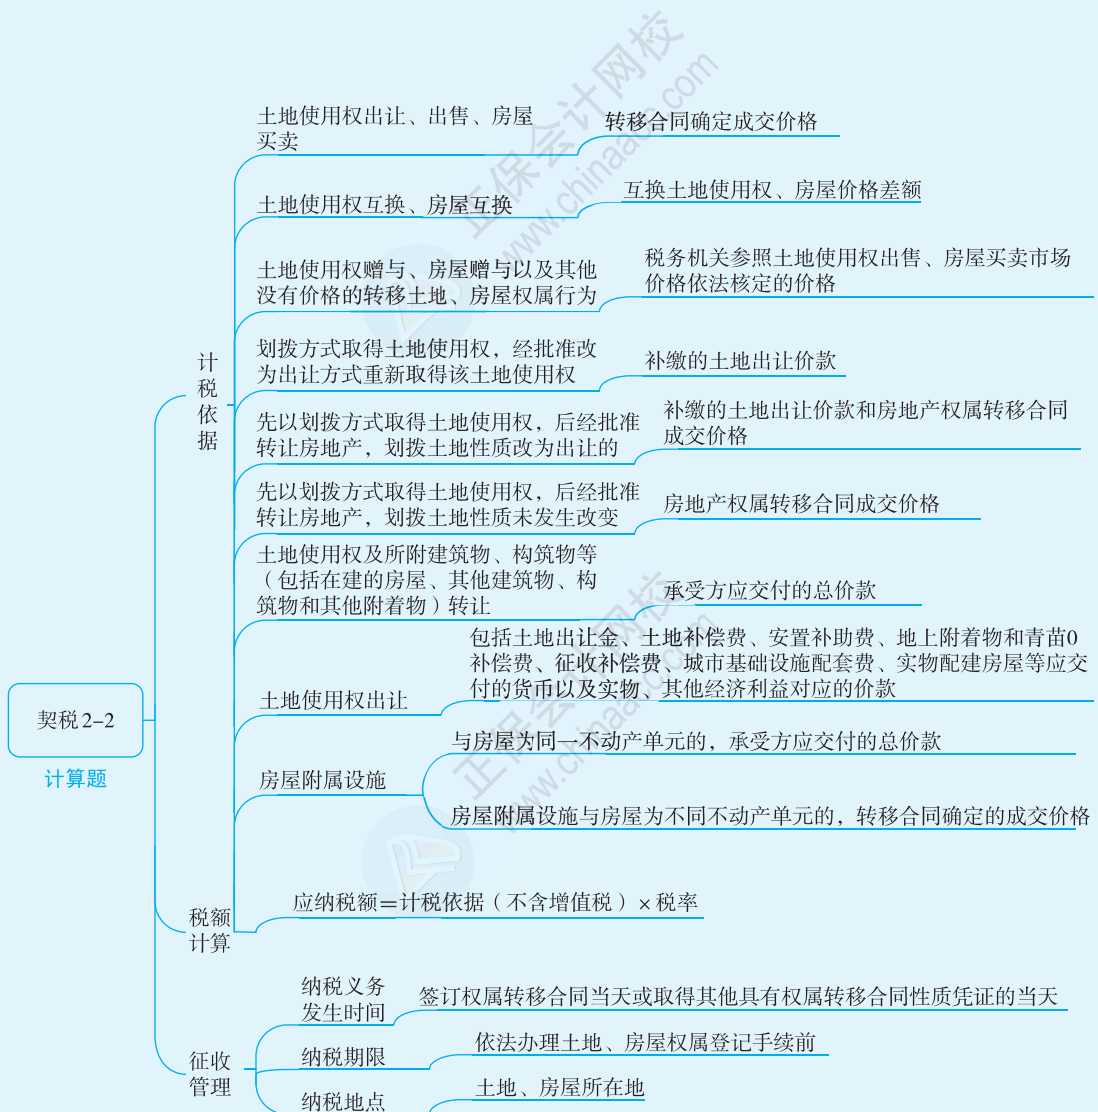 正保会计网校
www.chinaacc.com
土地使用权出让、出售、房屋
买卖
转移合同确定成交价格
土地使用权互换、房屋互换
互换土地使用权、房屋价格差额
土地使用权赠与、房屋赠与以及其他
没有价格的转移土地、房屋权属行为
税务机关参照土地使用权出售、房屋买卖市场
价格依法核定的价格
计
税
依
据
划拨方式取得土地使用权，经批准改
为出让方式重新取得该土地使用权
补缴的土地出让价款
先以划拨方式取得土地使用权，后经批准
转让房地产，划拨土地性质改为出让的
补缴的土地出让价款和房地产权属转移合同
成交价格
先以划拨方式取得土地使用权，后经批准
转让房地产，划拨土地性质未发生改变
房地产权属转移合同成交价格
土地使用权及所附建筑物、构筑物等
（包括在建的房屋、其他建筑物、构
筑物和其他附着物）转让
承受方应交付的总价款
土地使用权出让
包括土地出让金、土地补偿费、安置补助费、地上附着物和青苗0
补偿费、征收补偿费、城市基础设施配套费、实物配建房屋等应交
付的货币以及实物、其他经济利益对应的价款
契税2–2
计算题
正保会计网校
www.chinaacc.com
房屋附属设施
与房屋为同一不动产单元的，承受方应交付的总价款
房屋附属设施与房屋为不同不动产单元的，转移合同确定的成交价格
税额
计算
应纳税额＝计税依据（不含增值税）×税率
征收
管理
纳税义务
发生时间
签订权属转移合同当天或取得其他具有权属转移合同性质凭证的当天
纳税期限
依法办理土地、房屋权属登记手续前
纳税地点
土地、房屋所在地